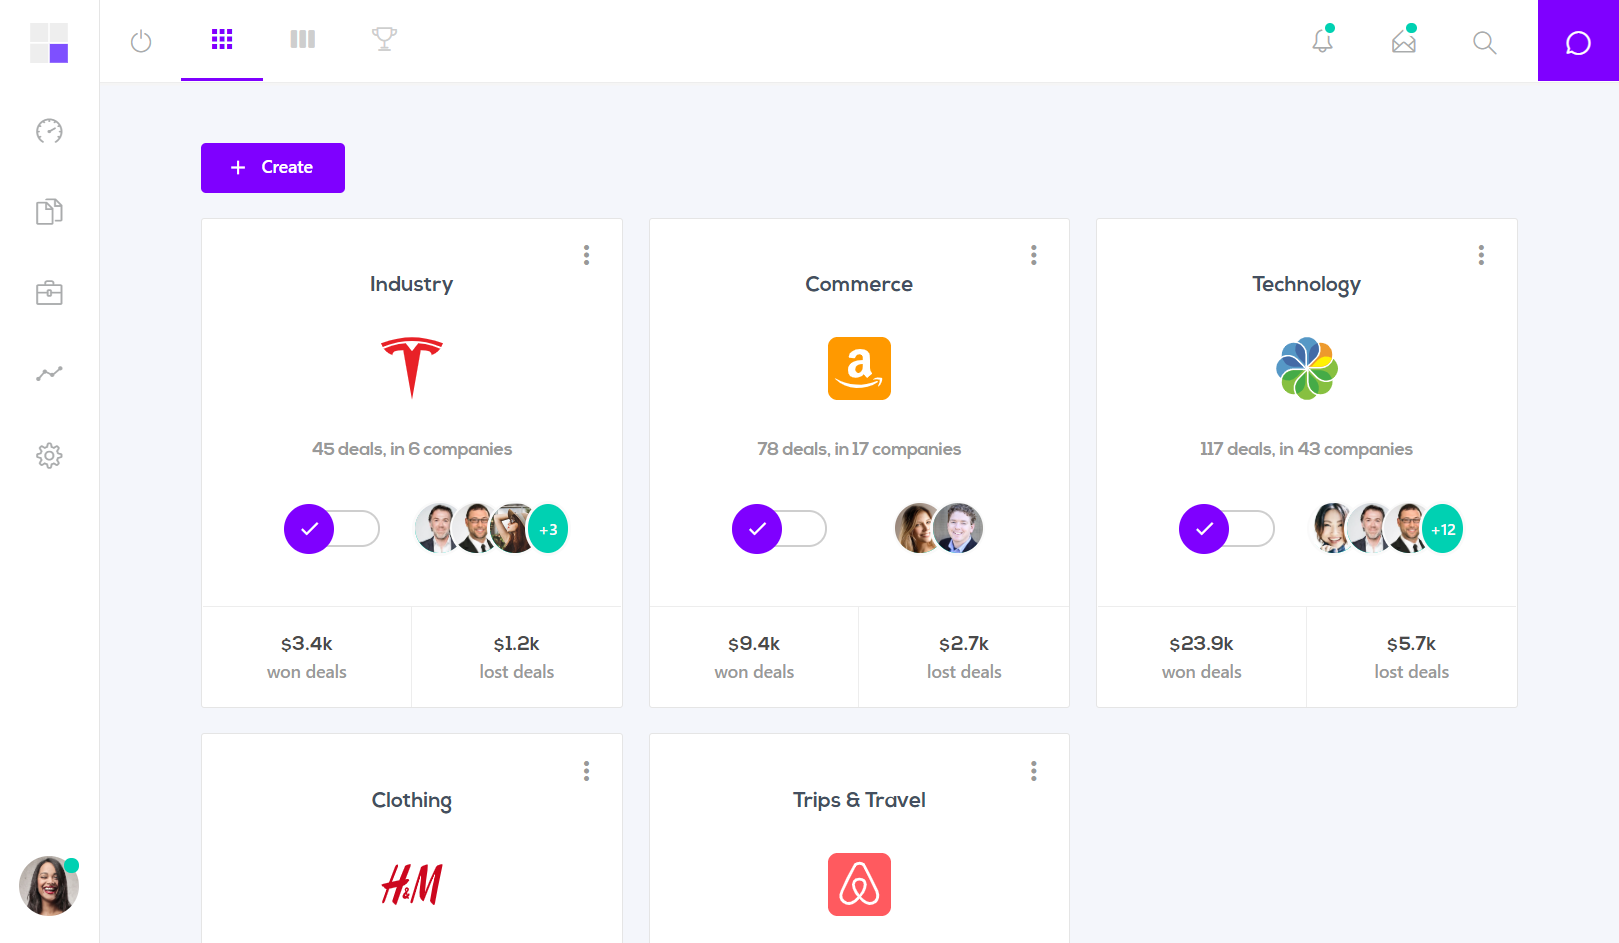 Create
Industry
45 deals, in 6 companies
+3
$3.4k
won deals
$1.2k
lost deals
Commerce
a
78 deals, in 17 companies
$9.4k
won deals
$2.7k
lost deals
Technology
117 deals, in 43 companies
+12
$23.9k
won deals
$5.7k
lost deals
Clothing
H&M
Trips & Travel